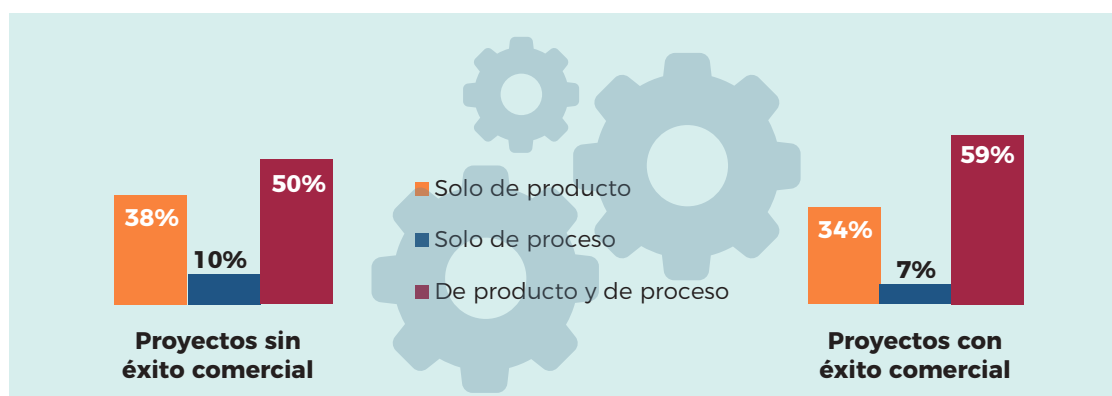 38%
10%
50%
Proyectos sin
éxito comercial
Solo de producto
Solo de proceso
De producto y de proceso
34%
7%
59%
Proyectos con
éxito comercial